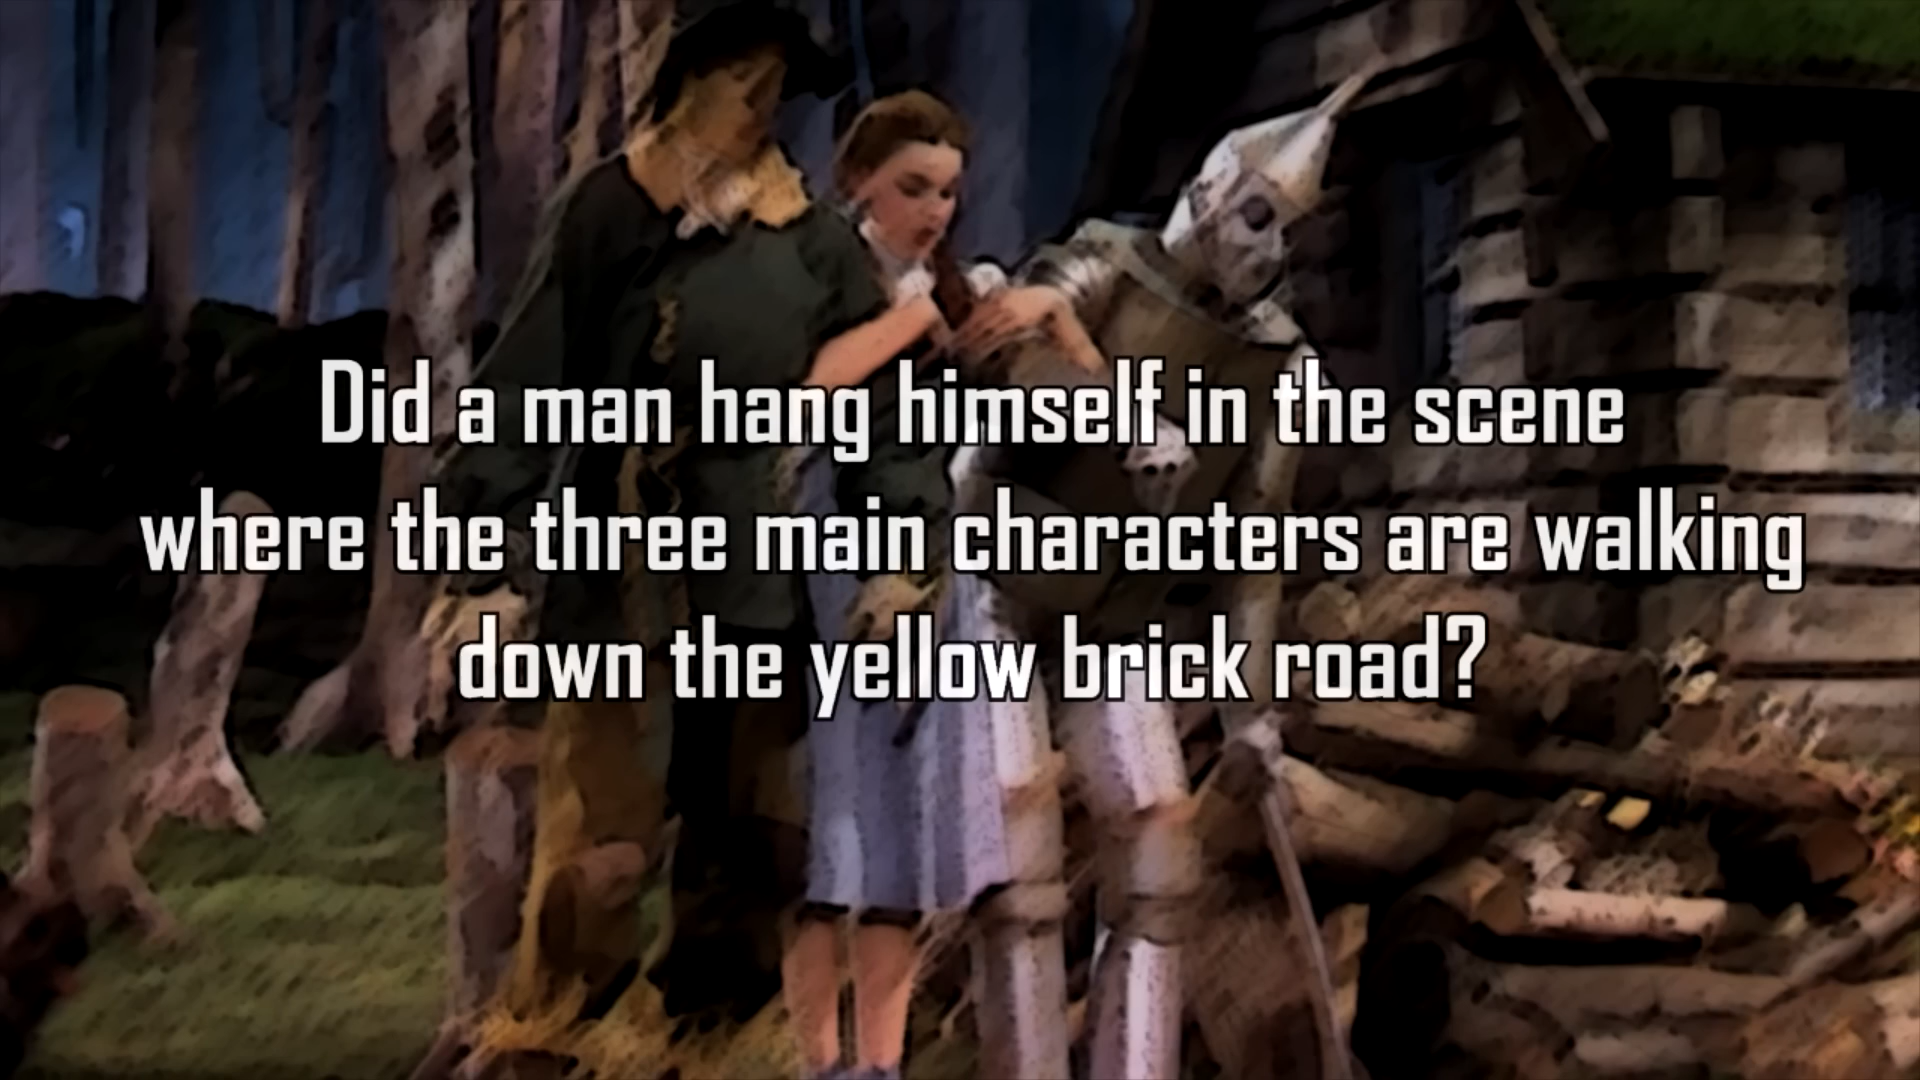 Did a man hang himself in the scene
where the three main characters are walking
down the yellow brick road?